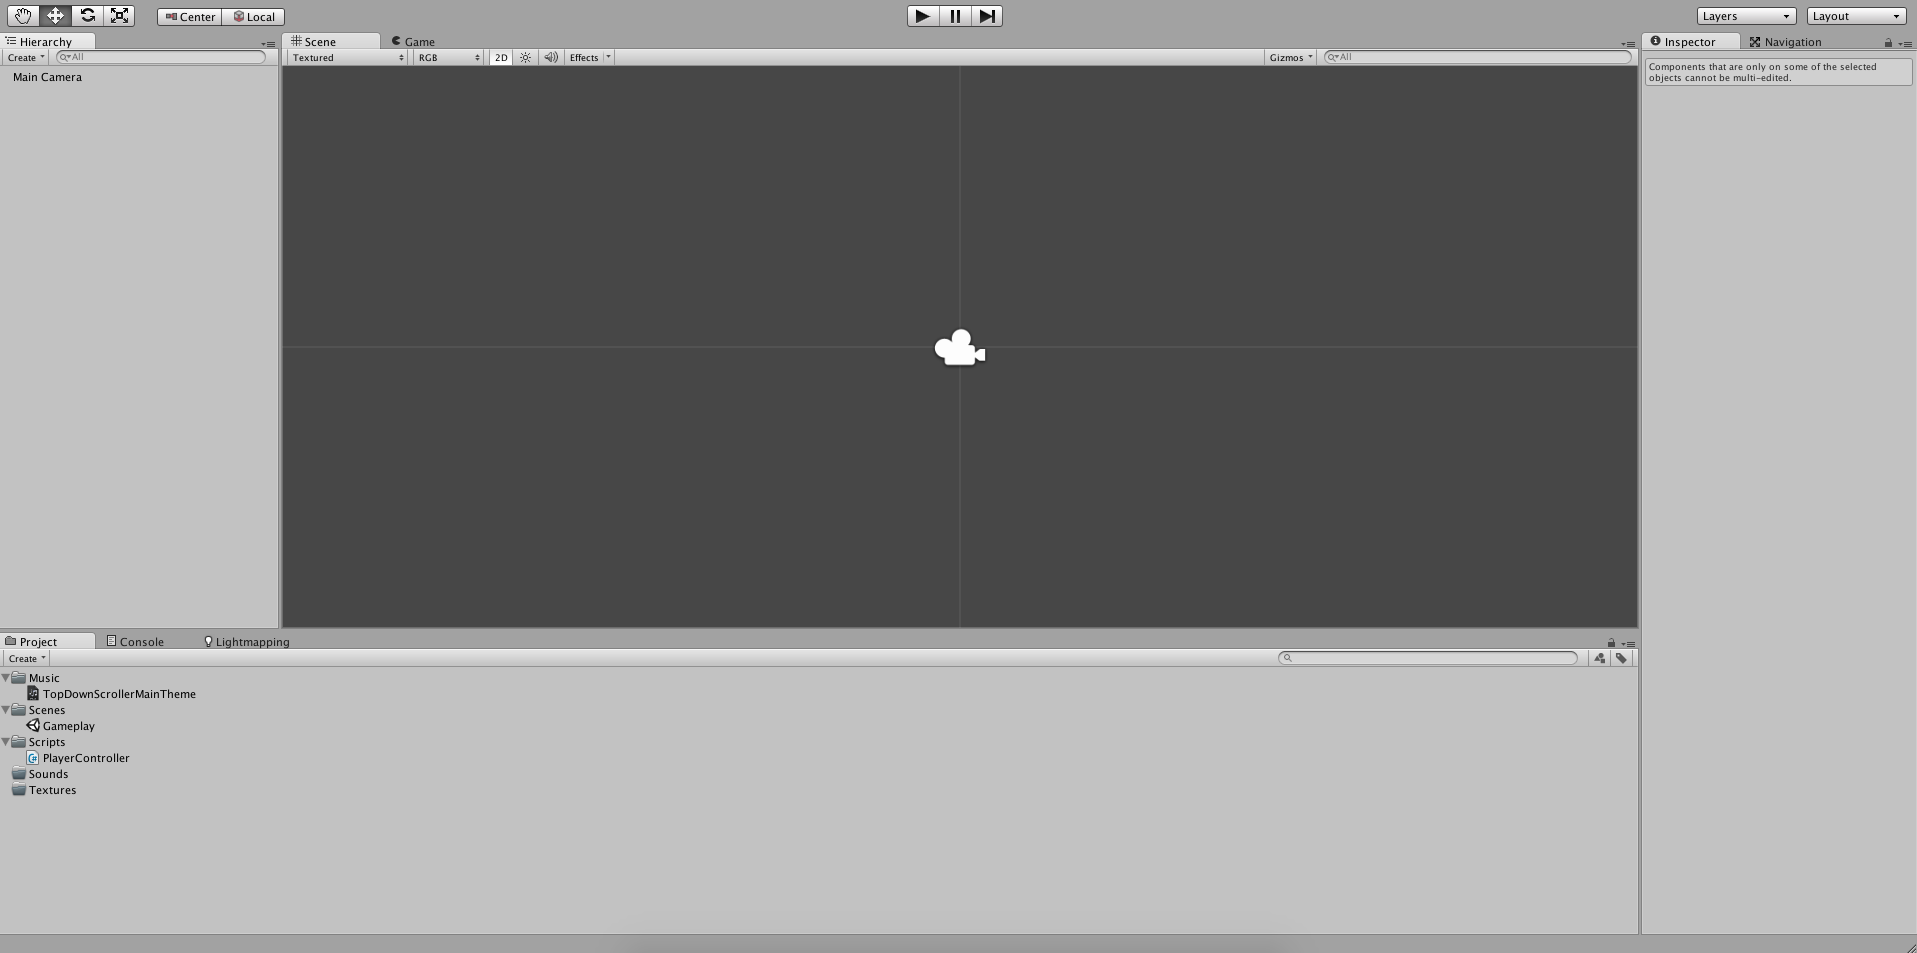 Center
Local
Layers
Layout
Hierarchy
Create
All
Main Camera
Scene
Game
Textured
RGB
2D
Effects
Gizmos
All
Inspector
Navigation
Components that are only on some of the selected
objects cannot be multi-edited.
Project
Console
Lightmapping
Create
Music
TopDownScrollerMainTheme
Scenes
Gameplay
Scripts
PlayerController
Sounds
Textures